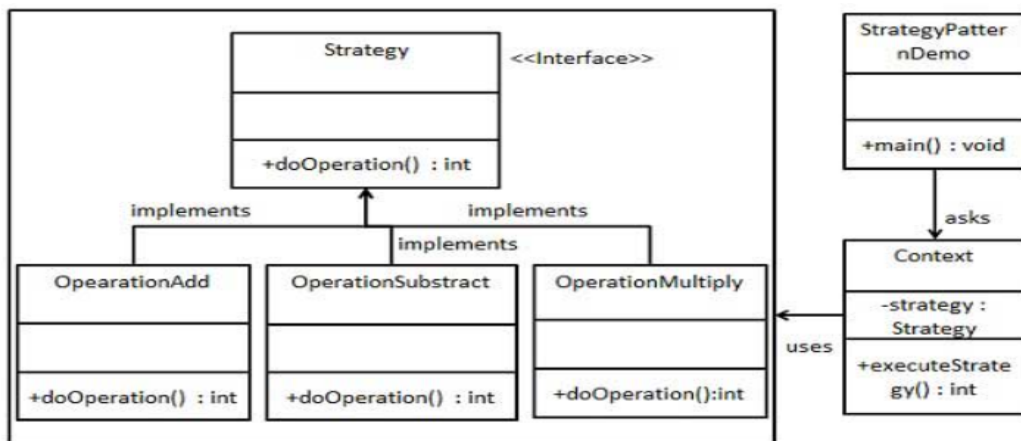 Strategy
<<Interface>>
+doOperation() : int
implements
implements
implements
OpearationAdd
+doOperation() : int
OperationSubstract
+doOperation() : int
OperationMultiply
+doOperation():int
StrategyPatter
nDemo
+main() : void
asks
Context
-strategy :
Strategy
+executeStrate
gy() : int
uses